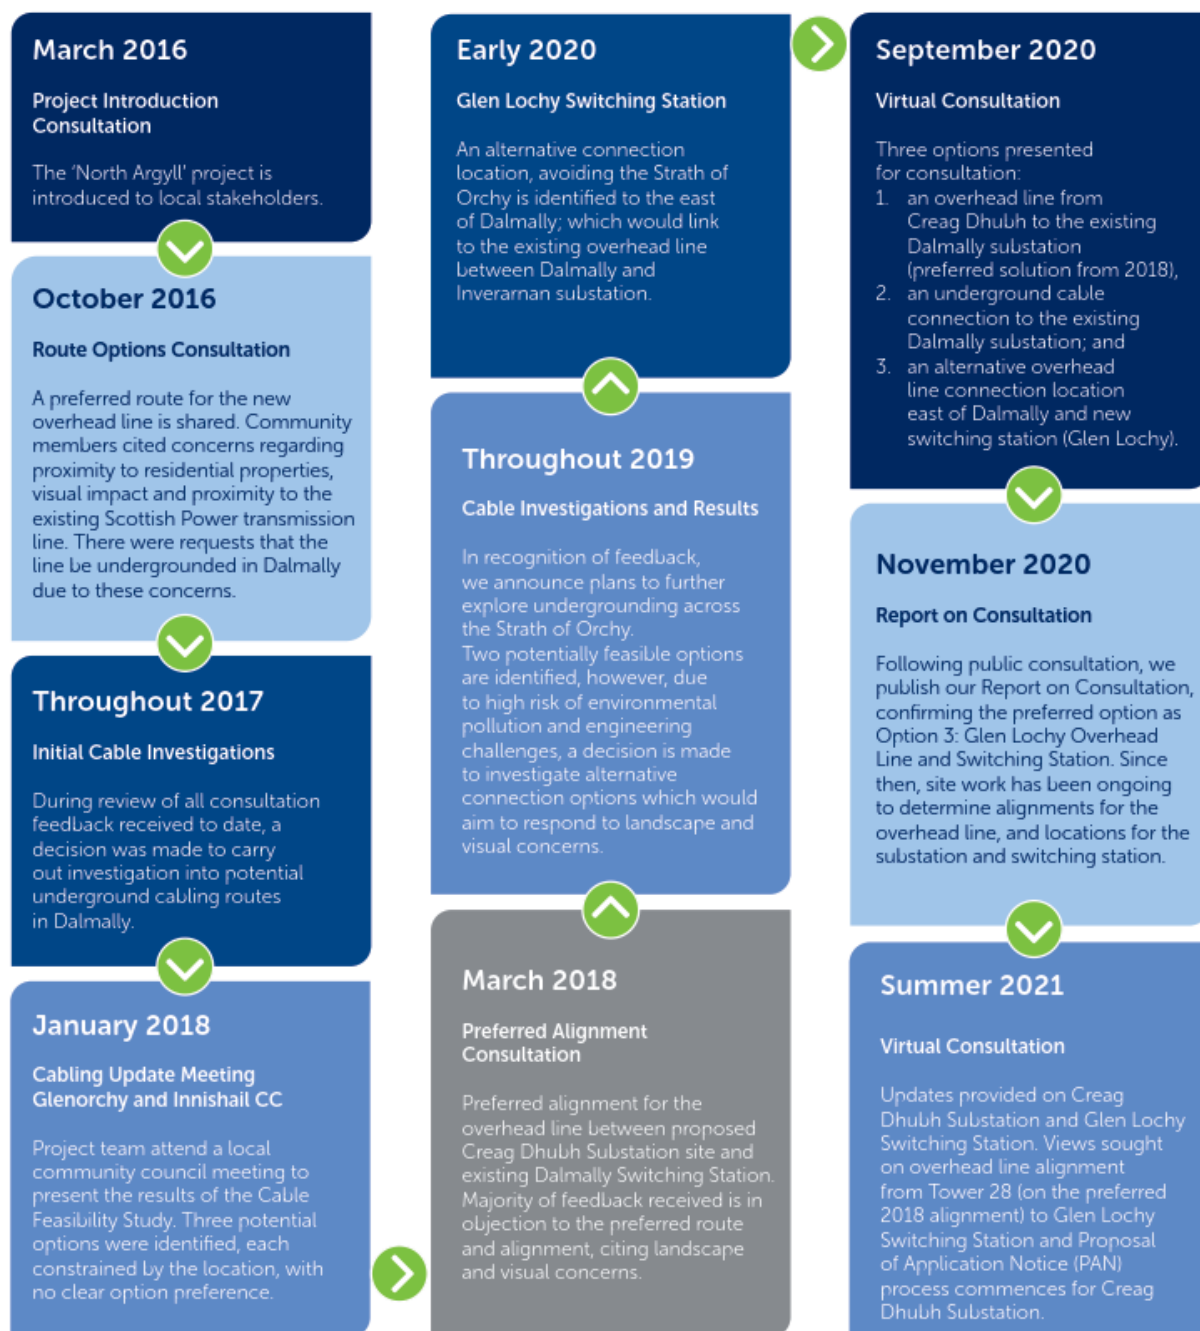 March 2016
Project Introduction
Consultation
The ‘North Argyll’ project is
introduced to local stakeholders.
October 2016
Route Options Consultation
A preferred route for the new
overhead line is shared. Community
members cited concerns regarding
proximity to residential properties,
visual impact and proximity to the
existing Scottish Power transmission
line. There were requests that the
line be undergrounded in Dalmally
due to these concerns.
Throughout 2017
Initial Cable Investigations
During review of all consultation
feedback received to date, a
decision was made to carry
out investigation into potential
underground cabling routes
in Dalmally.
January 2018
Cabling Update Meeting
Glenorchy and Innishail CC
Project team attend a local
community council meeting to
present the results of the Cable
Feasibility Study. Three potential
options were identified, each
constrained by the location, with
no clear option preference.
March 2018
Preferred Alignment
Consultation
Preferred alignment for the
overhead line between proposed
Creag Dhubh Substation site and
existing Dalmally Switching Station.
Majority of feedback received is in
objection to the preferred route
and alignment, citing landscape
and visual concerns.
Throughout 2019
Cable Investigations and Results
In recognition of feedback,
we announce plans to further
explore undergrounding across
the Strath of Orchy.
Two potentially feasible options
are identified, however, due
to high risk of environmental
pollution and engineering
challenges, a decision is made
to investigate alternative
connection options which would
aim to respond to landscape and
visual concerns.
Early 2020
Glen Lochy Switching Station
An alternative connection
location, avoiding the Strath of
Orchy is identified to the east
of Dalmally; which would link
to the existing overhead line
between Dalmally and
Inverarnan substation.
September 2020
Virtual Consultation
Three options presented
for consultation:
1. an overhead line from
Creag Dhubh to the existing
Dalmally substation
(preferred solution from 2018),
2. an underground cable
connection to the existing
Dalmally substation; and
3. an alternative overhead
line connection location
east of Dalmally and new
switching station (Glen Lochy).
November 2020
Report on Consultation
Following public consultation, we
publish our Report on Consultation,
confirming the preferred option as
Option 3: Glen Lochy Overhead
Line and Switching Station. Since
then, site work has been ongoing
to determine alignments for the
overhead line, and locations for the
substation and switching station.
Summer 2021
Virtual Consultation
Updates provided on Creag
Dhubh Substation and Glen Lochy
Switching Station. Views sought
on overhead line alignment
from Tower 28 (on the preferred
2018 alignment) to Glen Lochy
Switching Station and Proposal
of Application Notice (PAN)
process commences for Creag
Dhubh Substation.